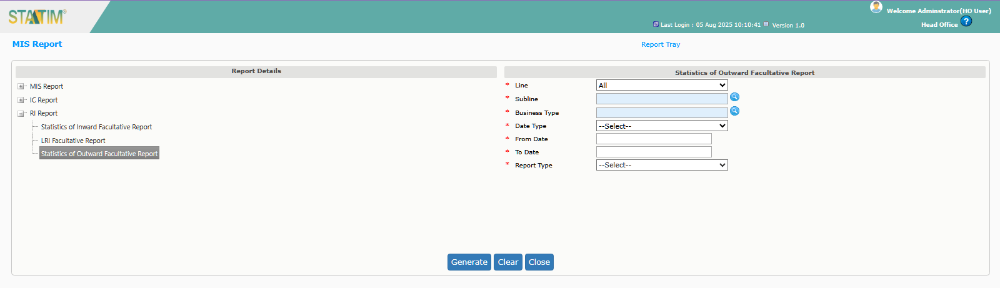 STAATIM®
Welcome Adminstrator(HO User)
Last Login : 05 Aug 2025 10:10:41 Version 1.0
Head Office ?
MIS Report
Report Tray
Report Details
MIS Report
IC Report
RI Report
Statistics of Inward Facultative Report
LRI Facultative Report
Statistics of Outward Facultative Report
Statistics of Outward Facultative Report
* Line All
* Subline
* Business Type
* Date Type --Select--
* From Date
* To Date
* Report Type --Select--
Generate Clear Close